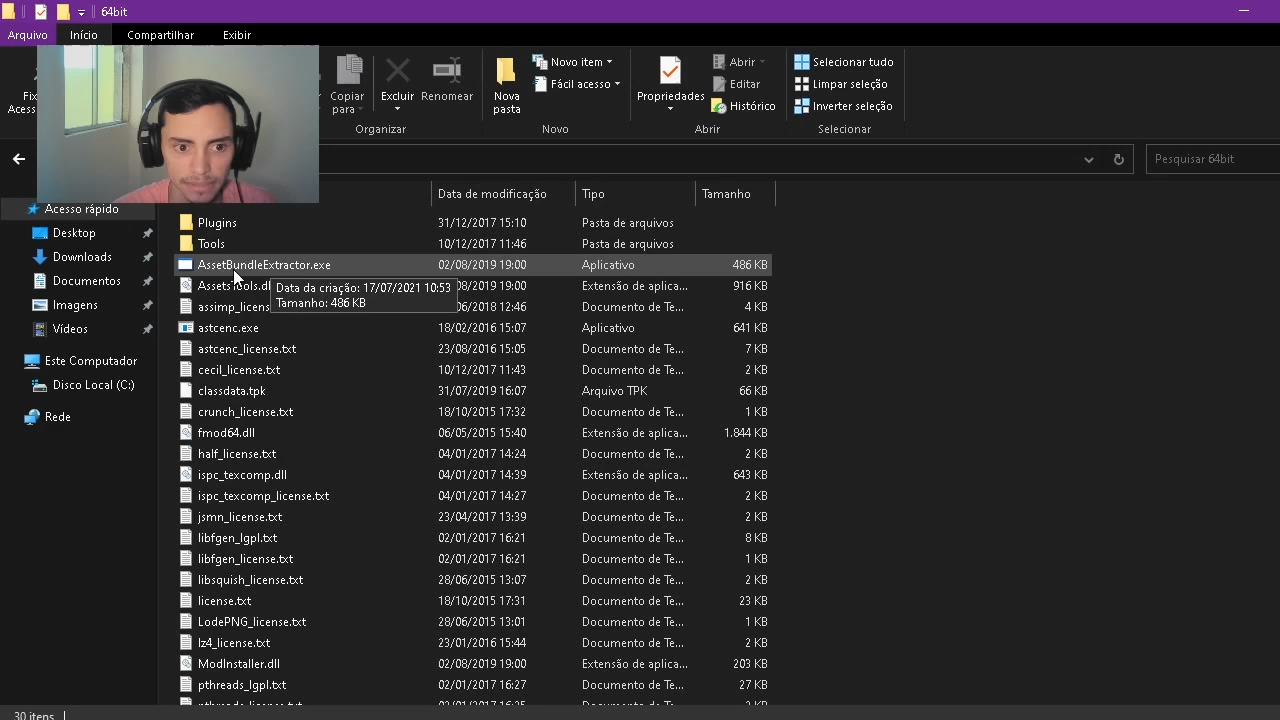 64bit
Arquivo Início Compartilhar Exibir
Copiar para
Excluir Renomear
Organizar
Nova pasta
Novo item
Fácil acesso
Novo
Propriedades
Abrir
Editar
Histórico
Abrir
Selecionar tudo
Limpar seleção
Inverter seleção
Selecionar
Pesquisar 64bit
Acesso rápido
Desktop
Downloads
Documentos
Imagens
Vídeos
Este Computador
Disco Local (C:)
Rede
Data de modificação Tipo Tamanho
Plugins 31/12/2017 15:10 Pasta de arquivos
Tools 10/12/2017 11:46 Pasta de arquivos
AssetBundleExtractor.exe 02/08/2019 19:00 Aplicativo 486 KB
08/2019 19:00 Extensão de aplica... 916 KB
Data da criação: 17/07/2021 10:53
Tamanho: 486 KB
12:46 Documento de Te... 4 KB
astcenc.exe 18/02/2016 15:07 Aplicativo 641 KB
astcenc_license.txt 23/08/2016 15:05 Documento de Te... 7 KB
cecil_license.txt 10/12/2017 11:43 Documento de Te... 2 KB
classdata.tpk 31/07/2019 16:07 Arquivo TPK 66 KB
crunch_license.txt 18/10/2015 17:32 Documento de Te... 1 KB
fmod64.dll 06/05/2015 15:40 Extensão de aplica... 1.844 KB
half_license.txt 04/01/2017 14:24 Documento de Te... 2 KB
ispc_texcomp.dll 04/01/2017 14:39 Extensão de aplica... 643 KB
ispc_texcomp_license.txt 04/01/2017 14:27 Documento de Te... 2 KB
jsmn_license.txt 23/04/2017 13:39 Documento de Te... 2 KB
libfgen_lgpl.txt 02/01/2017 16:21 Documento de Te... 8 KB
libfgen_license.txt 02/01/2017 16:21 Documento de Te... 1 KB
libsquish_license.txt 28/06/2015 13:07 Documento de Te... 2 KB
license.txt 18/10/2015 17:31 Documento de Te... 23 KB
LodePNG_license.txt 28/06/2015 13:01 Documento de Te... 1 KB
lz4_license.txt 23/01/2016 15:44 Documento de Te... 2 KB
ModInstaller.dll 02/08/2019 19:00 Extensão de aplica... 203 KB
pthreads_lgpl.txt 02/01/2017 16:27 Documento de Te... 27 KB
30 itens